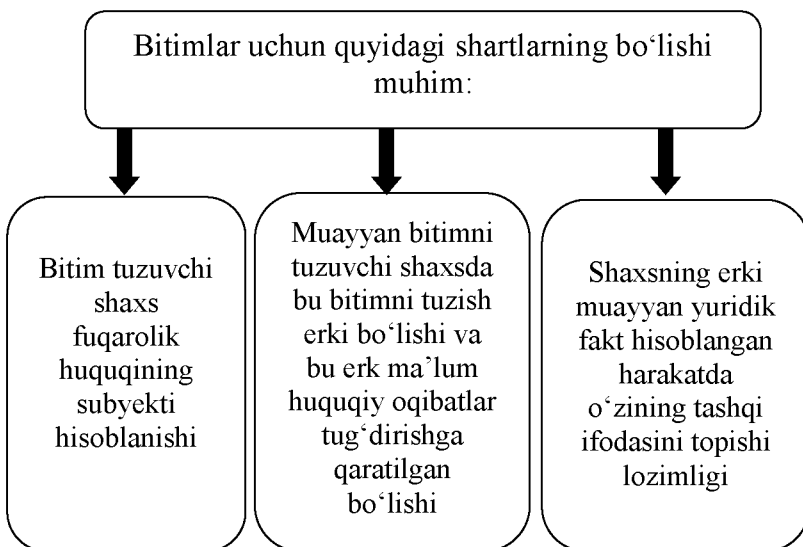 Bitimlar uchun quyidagi shartlarning bo‘lishi
muhim:
Bitim tuzuvchi
shaxs
fuqarolik
huquqining
subyekti
hisoblanishi
Muayyan bitimni
tuzuvchi shaxsda
bu bitimni tuzish
erki bo‘lishi va
bu erk ma’lum
huquqiy oqibatlar
tug‘dirishga
qaratilgan
bo‘lishi
Shaxsning erki
muayyan yuridik
fakt hisoblangan
harakatda
o‘zining tashqi
ifodasini topishi
lozimligi